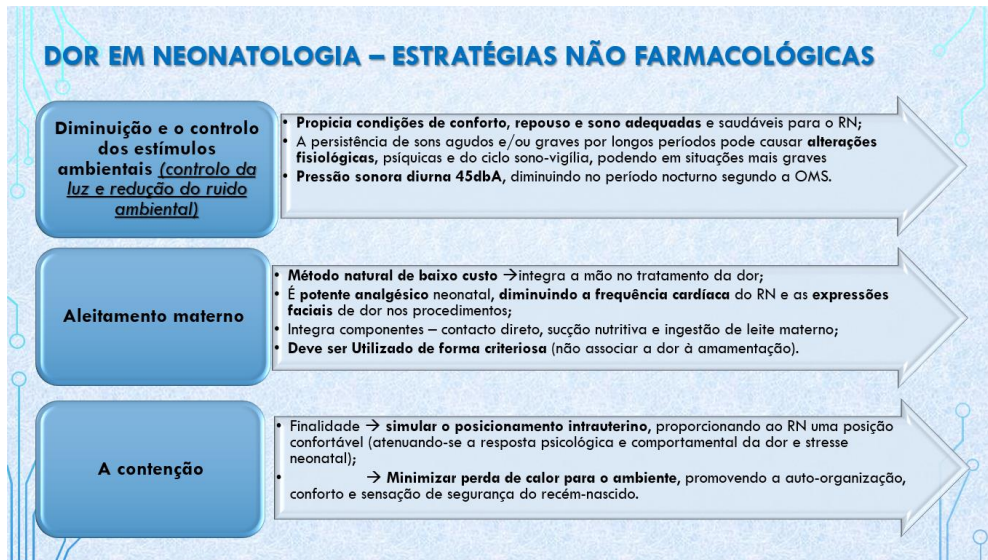 DOR EM NEONATOLOGIA – ESTRATÉGIAS NÃO FARMACOLÓGICAS
Diminuição e o controlo
dos estímulos
ambientais (controlo da
luz e redução do ruido
ambiental)
• Propicia condições de conforto, repouso e sono adequadas e saudáveis para o RN;
• A persistência de sons agudos e/ou graves por longos períodos pode causar alterações
fisiológicas, psíquicas e do ciclo sono-vigília, podendo em situações mais graves
• Pressão sonora diurna 45dbA, diminuindo no período nocturno segundo a OMS.
Aleitamento materno
• Método natural de baixo custo →integra a mão no tratamento da dor;
• É potente analgésico neonatal, diminuindo a frequência cardíaca do RN e as expressões
faciais de dor nos procedimentos;
• Integra componentes – contacto direto, sucção nutritiva e ingestão de leite materno;
• Deve ser Utilizado de forma criteriosa (não associar a dor à amamentação).
A contenção
• Finalidade → simular o posicionamento intrauterino, proporcionando ao RN uma posição
confortável (atenuando-se a resposta psicológica e comportamental da dor e stresse
neonatal);
• → Minimizar perda de calor para o ambiente, promovendo a auto-organização,
conforto e sensação de segurança do recém-nascido.